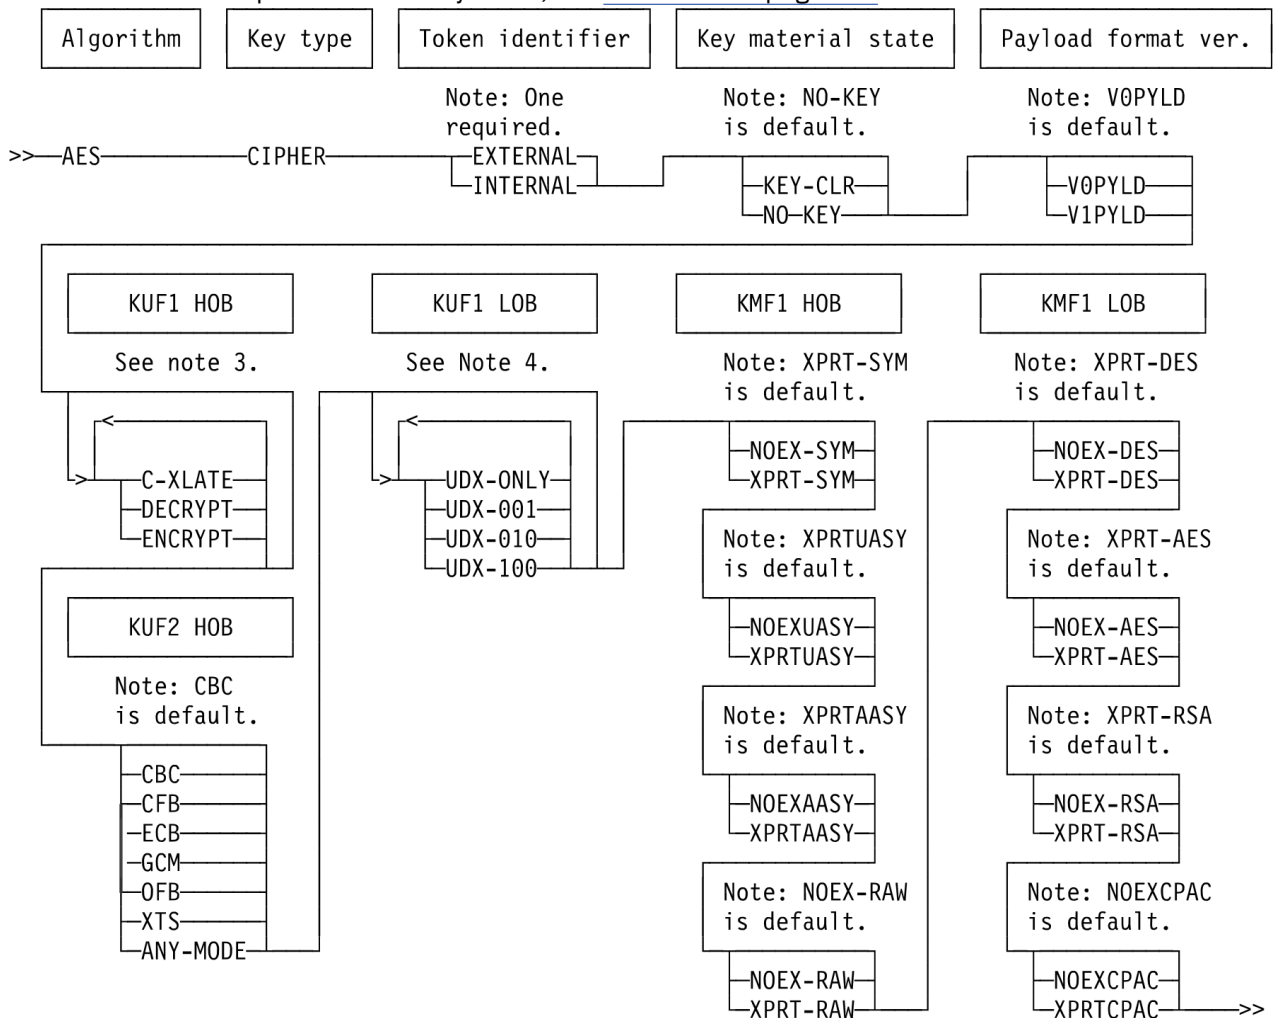 Algorithm Key type Token identifier Key material state Payload format ver.
Note: One Note: NO-KEY Note: V0PYLD
required. is default. is default.
>>—AES CIPHER EXTERNAL
INTERNAL KEY-CLR V0PYLD
NO-KEY V1PYLD
KUF1 HOB KUF1 LOB KMF1 HOB KMF1 LOB
See note 3. See Note 4. Note: XPRT-SYM Note: XPRT-DES
is default. is default.
< <
NOEX-SYM NOEX-DES
> C-XLATE > UDX-ONLY XPRT-SYM XPRT-DES
DECRYPT UDX-001
ENCRYPT UDX-010 Note: XPRTUASY Note: XPRT-AES
UDX-100 is default. is default.
KUF2 HOB NOEXUASY NOEX-AES
XPRTUASY XPRT-AES
Note: CBC
is default. Note: XPRTAASY Note: XPRT-RSA
is default. is default.
CBC
CFB NOEXAASY NOEX-RSA
ECB XPRTAASY XPRT-RSA
GCM
OFB Note: NOEX-RAW Note: NOEXCPAC
XTS is default. is default.
ANY-MODE
NOEX-RAW NOEXCPAC
XPRT-RAW XPRTCPAC >>